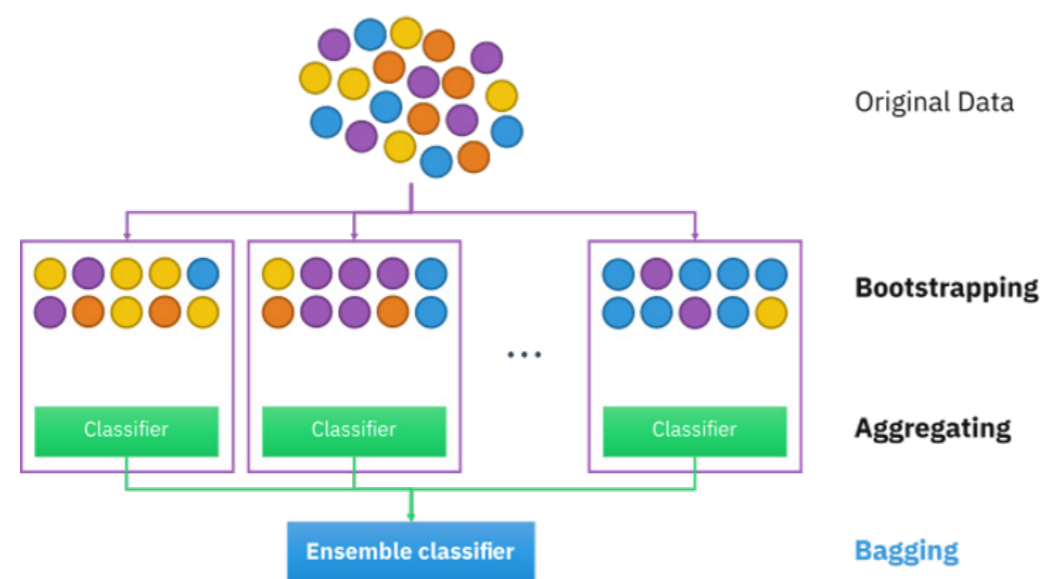 Original Data
Bootstrapping
...
Classifier
Classifier
Classifier
Aggregating
Ensemble classifier
Bagging